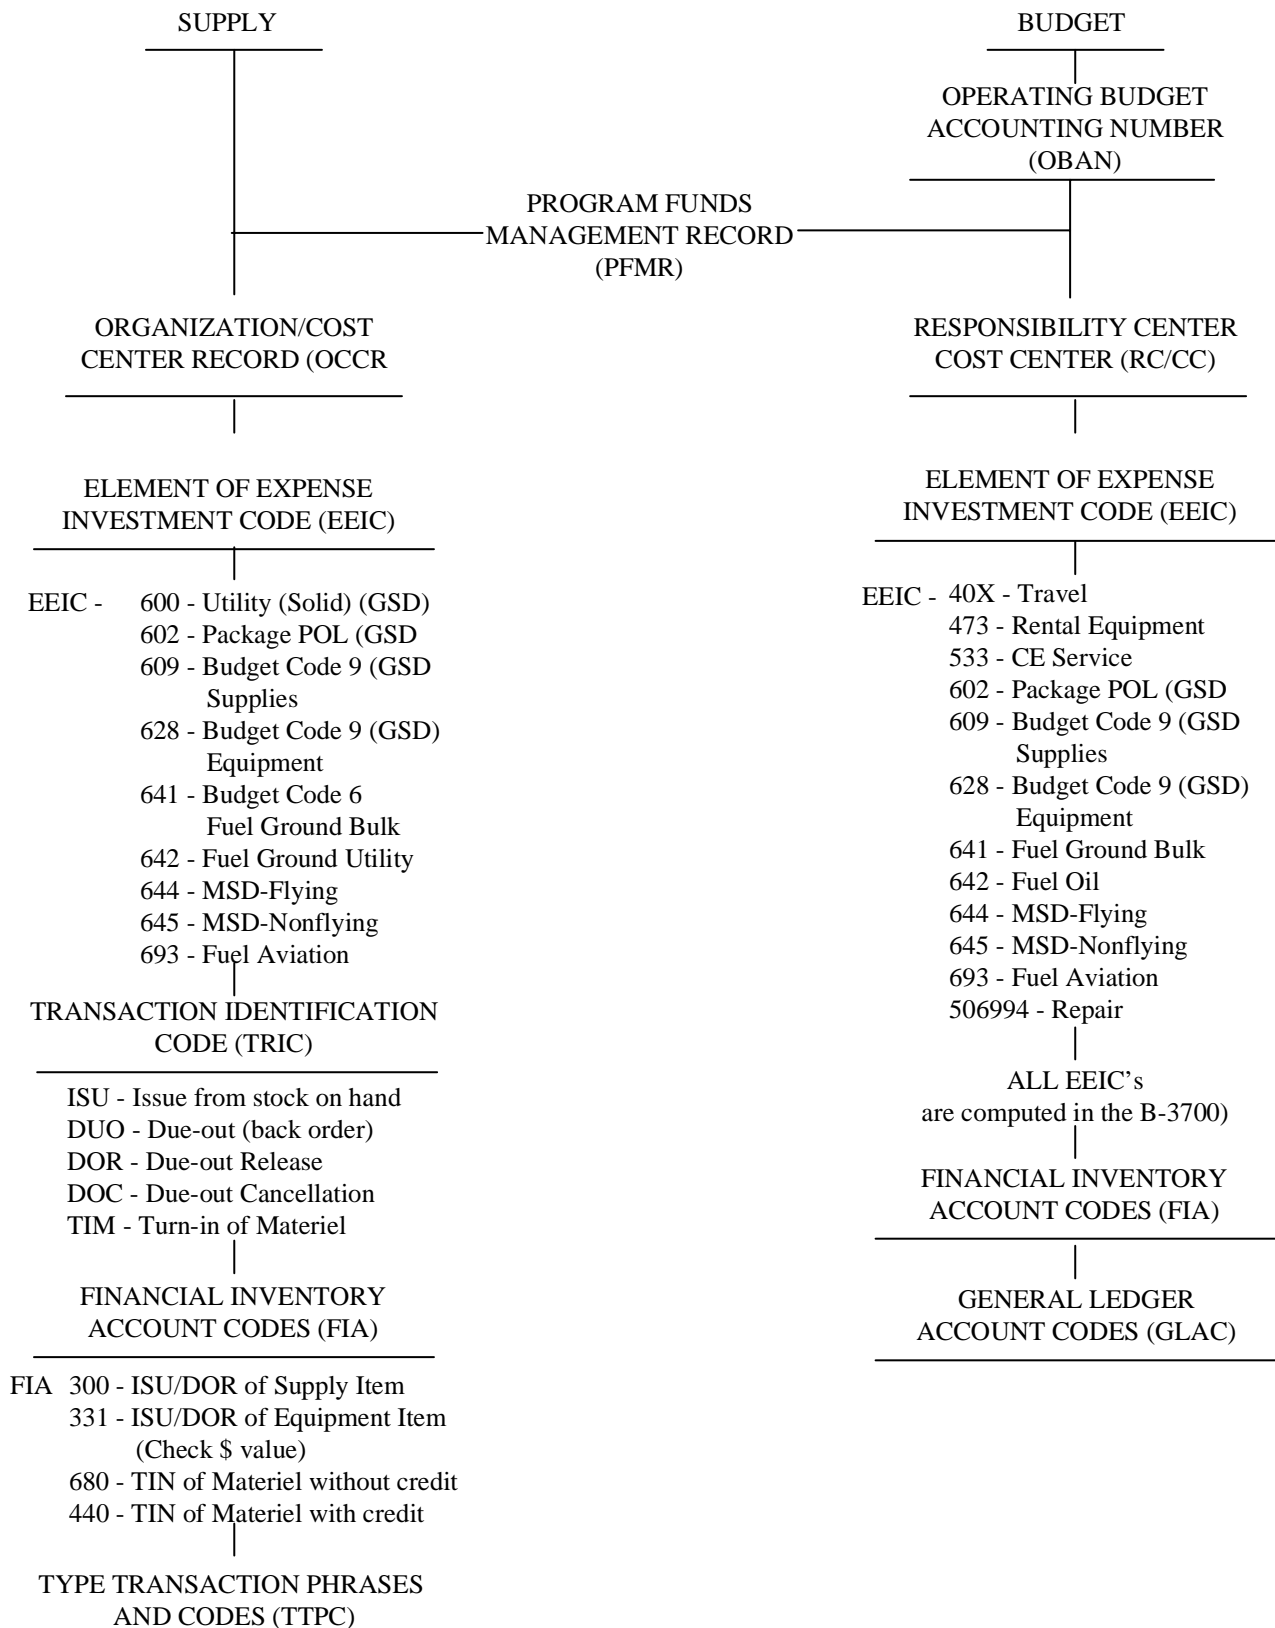 SUPPLY
BUDGET
OPERATING BUDGET
ACCOUNTING NUMBER
(OBAN)
PROGRAM FUNDS
MANAGEMENT RECORD
(PFMR)
ORGANIZATION/COST
CENTER RECORD (OCCR
ELEMENT OF EXPENSE
INVESTMENT CODE (EEIC)
EEIC - 600 - Utility (Solid) (GSD)
602 - Package POL (GSD
609 - Budget Code 9 (GSD
Supplies
628 - Budget Code 9 (GSD)
Equipment
641 - Budget Code 6
Fuel Ground Bulk
642 - Fuel Ground Utility
644 - MSD-Flying
645 - MSD-Nonflying
693 - Fuel Aviation
TRANSACTION IDENTIFICATION
CODE (TRIC)
ISU - Issue from stock on hand
DUO - Due-out (back order)
DOR - Due-out Release
DOC - Due-out Cancellation
TIM - Turn-in of Materiel
FINANCIAL INVENTORY
ACCOUNT CODES (FIA)
FIA 300 - ISU/DOR of Supply Item
331 - ISU/DOR of Equipment Item
(Check $ value)
680 - TIN of Materiel without credit
440 - TIN of Materiel with credit
TYPE TRANSACTION PHRASES
AND CODES (TTPC)
RESPONSIBILITY CENTER
COST CENTER (RC/CC)
ELEMENT OF EXPENSE
INVESTMENT CODE (EEIC)
EEIC - 40X - Travel
473 - Rental Equipment
533 - CE Service
602 - Package POL (GSD
609 - Budget Code 9 (GSD
Supplies
628 - Budget Code 9 (GSD)
Equipment
641 - Fuel Ground Bulk
642 - Fuel Oil
644 - MSD-Flying
645 - MSD-Nonflying
693 - Fuel Aviation
506994 - Repair
ALL EEIC’s
are computed in the B-3700)
FINANCIAL INVENTORY
ACCOUNT CODES (FIA)
GENERAL LEDGER
ACCOUNT CODES (GLAC)